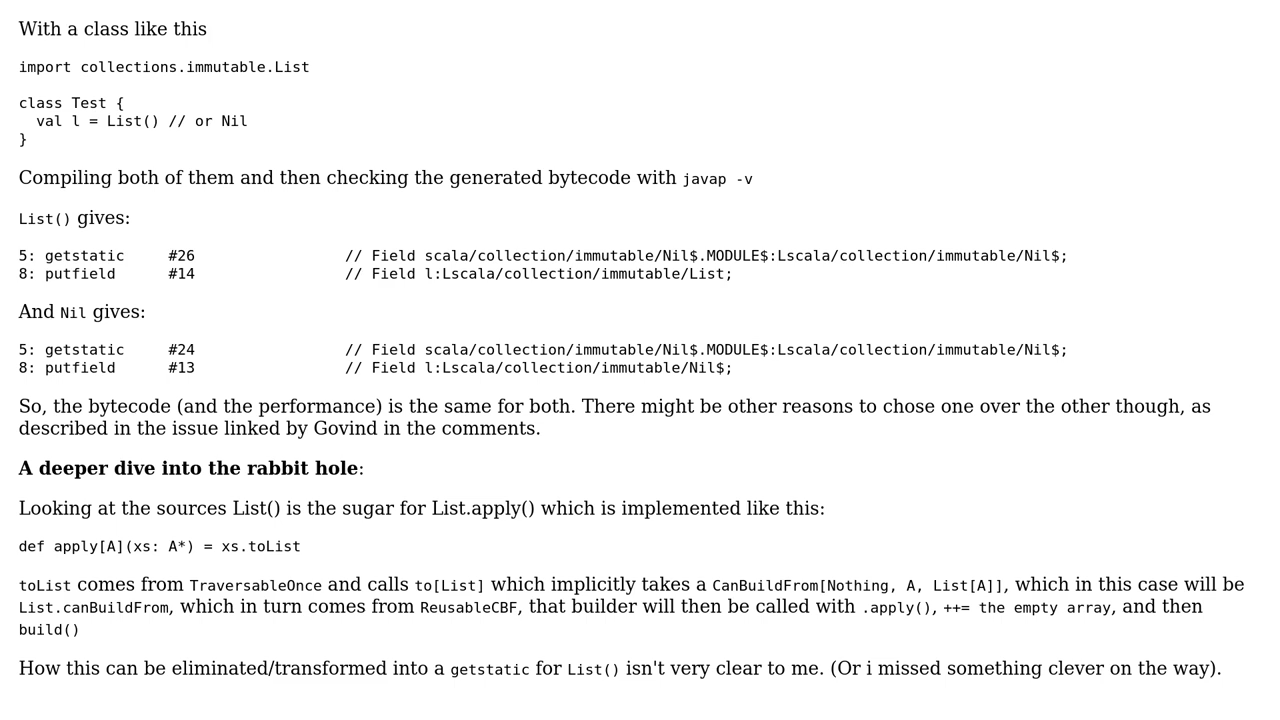 With a class like this
import collections.immutable.List
class Test {
  val l = List() // or Nil
}
Compiling both of them and then checking the generated bytecode with javap -v
List() gives:
5: getstatic     #26                 // Field scala/collection/immutable/Nil$.MODULE$:Lscala/collection/immutable/Nil$;
8: putfield      #14                 // Field l:Lscala/collection/immutable/List;
And Nil gives:
5: getstatic     #24                 // Field scala/collection/immutable/Nil$.MODULE$:Lscala/collection/immutable/Nil$;
8: putfield      #13                 // Field l:Lscala/collection/immutable/Nil$;
So, the bytecode (and the performance) is the same for both. There might be other reasons to chose one over the other though, as
described in the issue linked by Govind in the comments.
A deeper dive into the rabbit hole:
Looking at the sources List() is the sugar for List.apply() which is implemented like this:
def apply[A](xs: A*) = xs.toList
toList comes from TraversableOnce and calls to[List] which implicitly takes a CanBuildFrom[Nothing, A, List[A]], which in this case will be
List.canBuildFrom, which in turn comes from ReusableCBF, that builder will then be called with .apply(), ++= the empty array, and then
build()
How this can be eliminated/transformed into a getstatic for List() isn't very clear to me. (Or i missed something clever on the way).